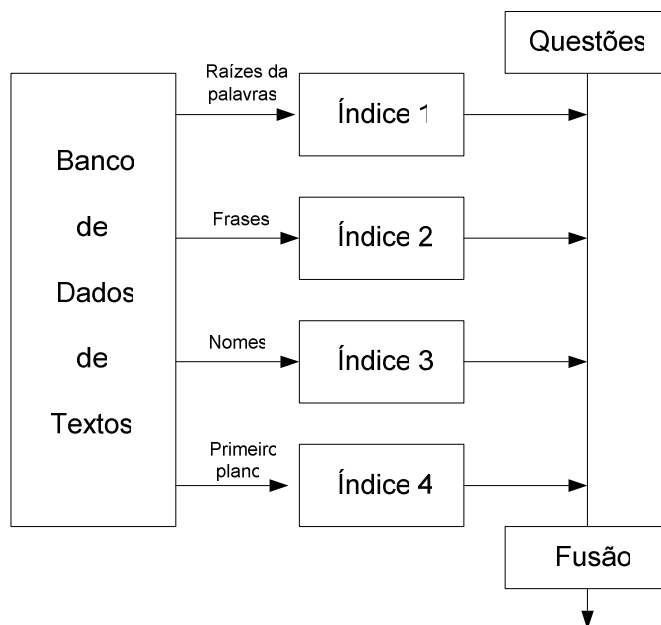 Questões
Banco
de
Dados
de
Textos
Raízes da
palavras
Índice 1
Frases
Índice 2
Nomes
Índice 3
Primeiro
plano
Índice 4
Fusão